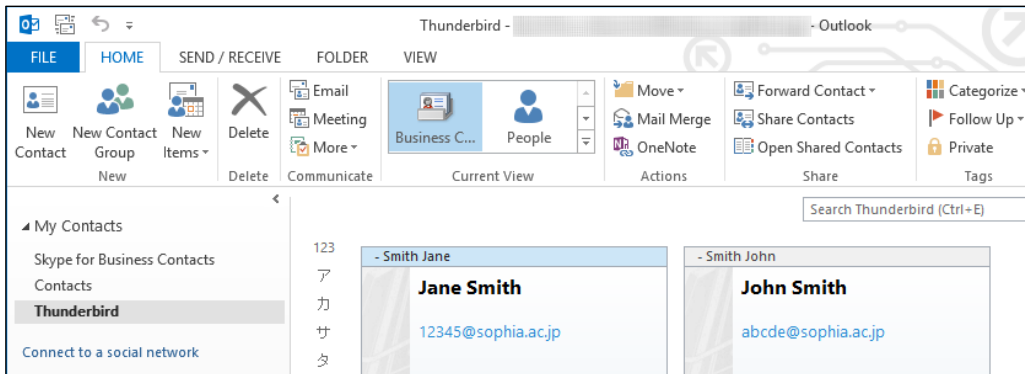 Thunderbird - - Outlook
FILE HOME SEND / RECEIVE FOLDER VIEW
New Contact
New Contact Group
New Items
New
Delete
Delete
Email
Meeting
More
Communicate
Business C...
People
Current View
Move
Mail Merge
OneNote
Actions
Forward Contact
Share Contacts
Open Shared Contacts
Share
Categorize
Follow Up
Private
Tags
My Contacts
Skype for Business Contacts
Contacts
Thunderbird
Connect to a social network
Search Thunderbird (Ctrl+E)
123
ア
カ
サ
タ
- Smith Jane
Jane Smith
12345@sophia.ac.jp
- Smith John
John Smith
abcde@sophia.ac.jp